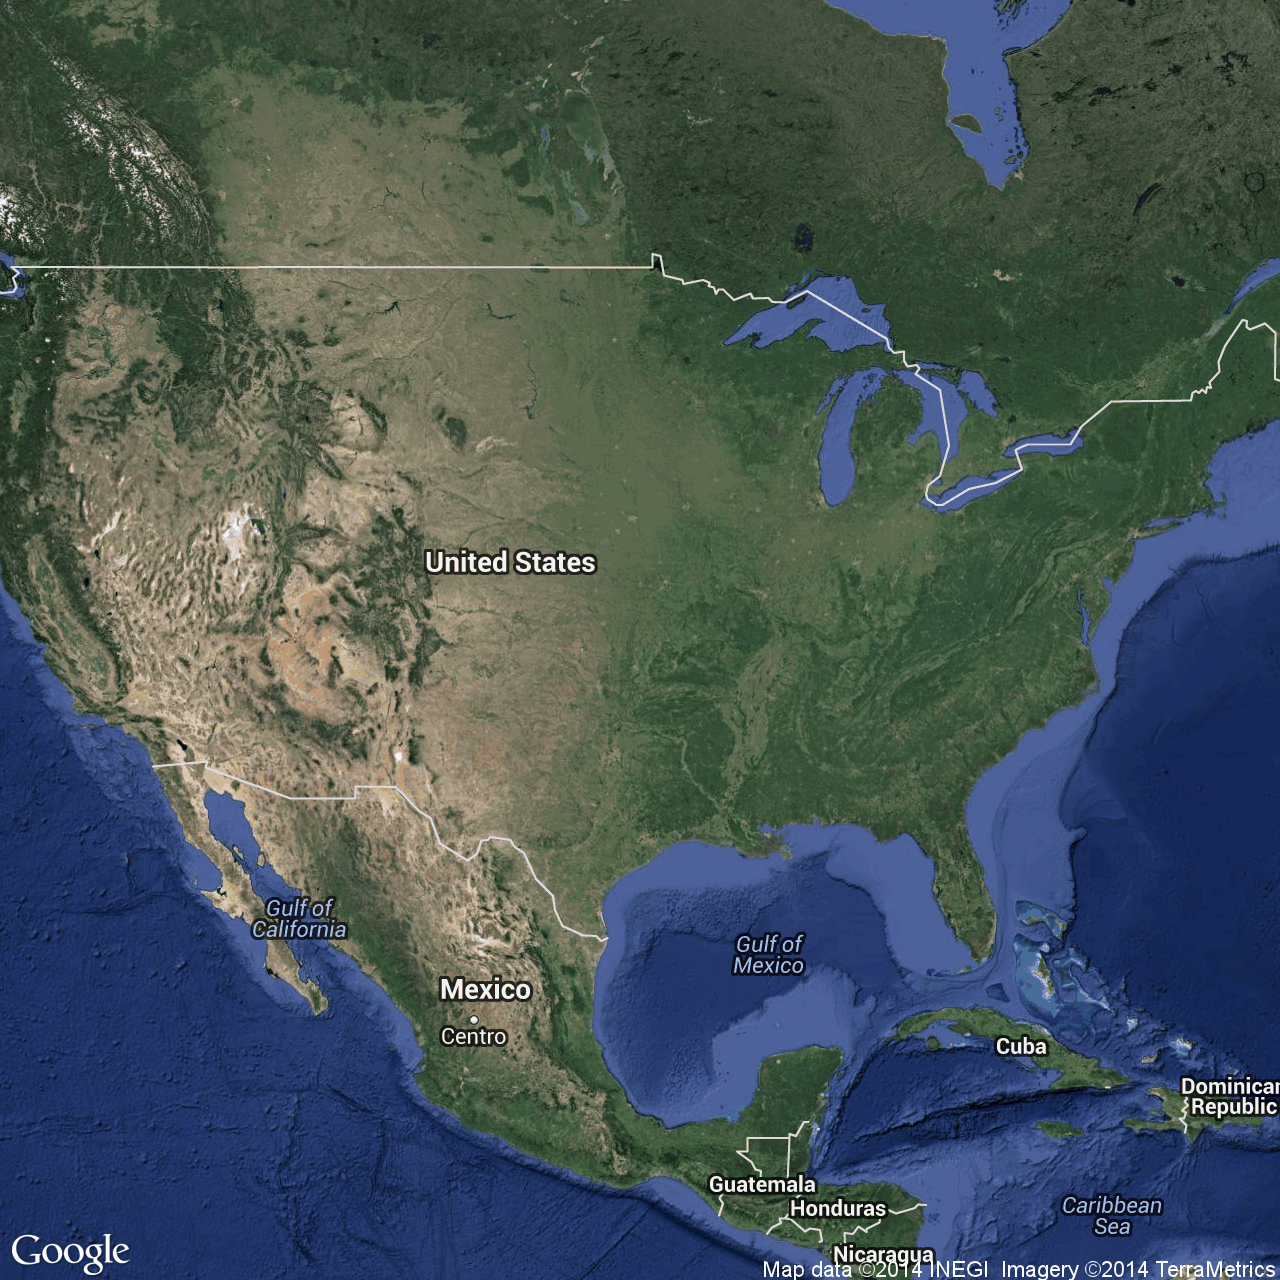 United States
Gulf of
California
Gulf of
Mexico
Mexico
Centro
Cuba
Dominican
Republic
Guatemala
Honduras
Caribbean
Sea
Nicaragua
Google
Map data ©2014 INEGI Imagery ©2014 TerraMetrics